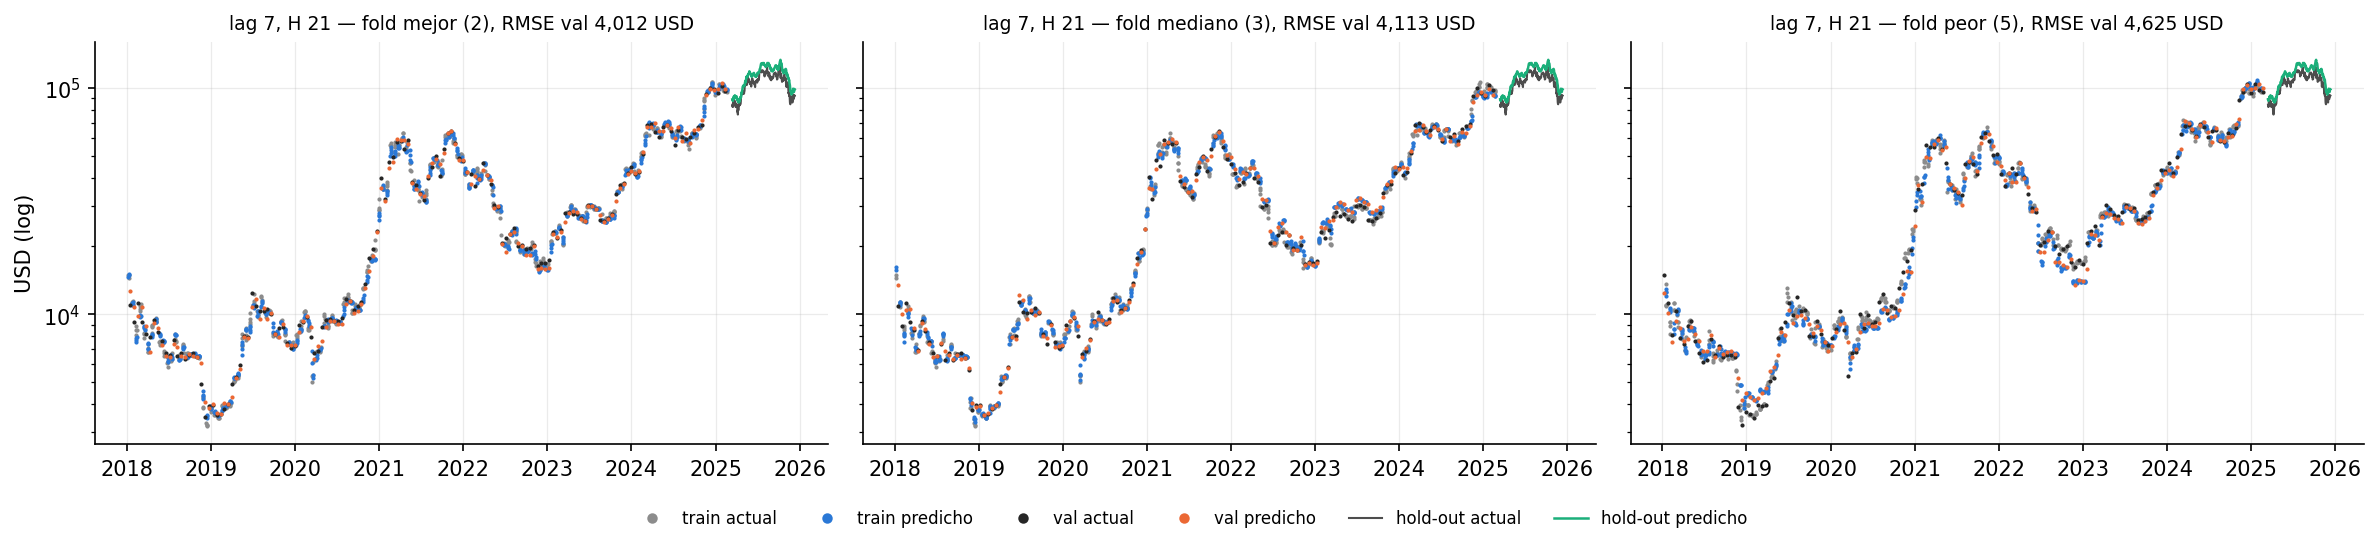 lag 7, H 21 — fold mejor (2), RMSE val 4,012 USD
lag 7, H 21 — fold mediano (3), RMSE val 4,113 USD
lag 7, H 21 — fold peor (5), RMSE val 4,625 USD
USD (log)
10⁵
10⁴
2018 2019 2020 2021 2022 2023 2024 2025 2026
2018 2019 2020 2021 2022 2023 2024 2025 2026
2018 2019 2020 2021 2022 2023 2024 2025 2026
train actual train predicho val actual val predicho hold-out actual hold-out predicho